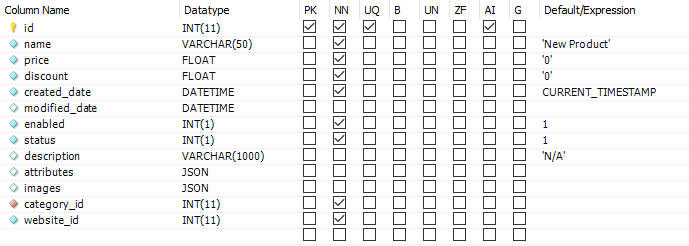 Column Name Datatype PK NN UQ B UN ZF AI G Default/Expression
id INT(11)
name VARCHAR(50) 'New Product'
price FLOAT '0'
discount FLOAT '0'
created_date DATETIME CURRENT_TIMESTAMP
modified_date DATETIME
enabled INT(1) 1
status INT(1) 1
description VARCHAR(1000) 'N/A'
attributes JSON
images JSON
category_id INT(11)
website_id INT(11)